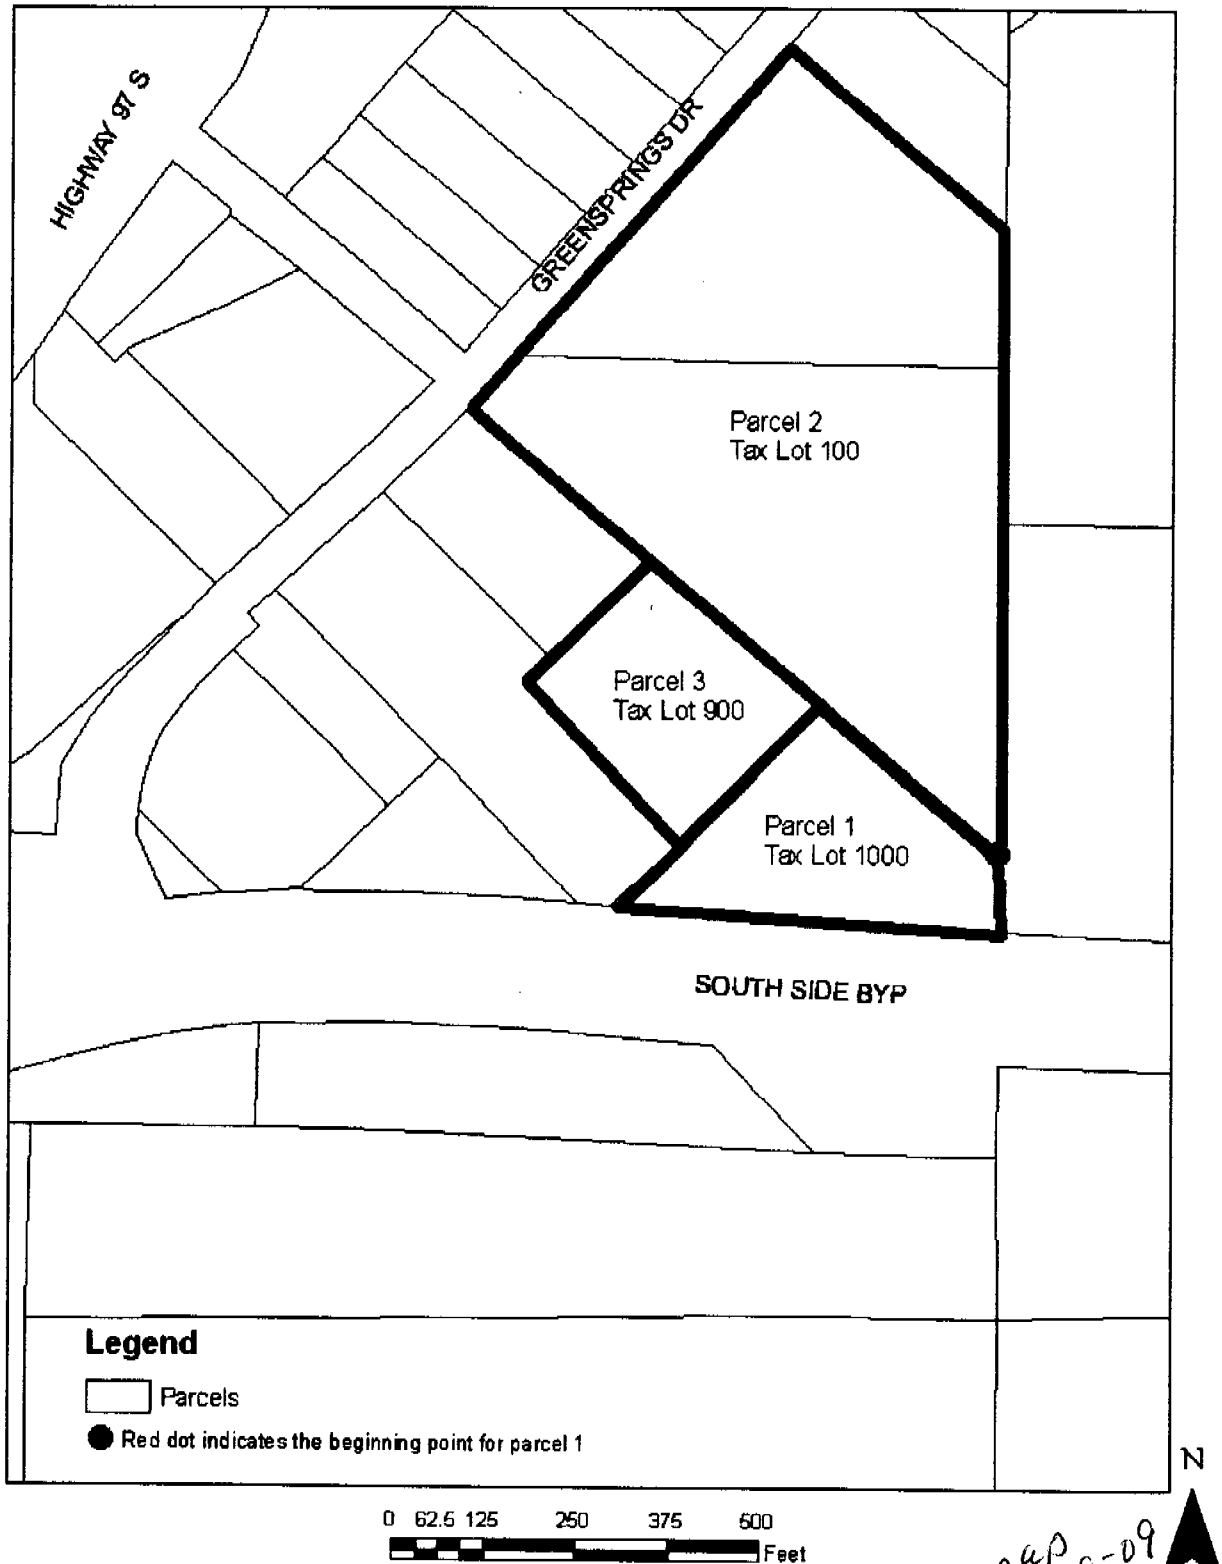 HIGHWAY 97 S
GREENSPRINGS DR
Parcel 2
Tax Lot 100
Parcel 3
Tax Lot 900
Parcel 1
Tax Lot 1000
SOUTH SIDE BYP
Legend
Parcels
Red dot indicates the beginning point for parcel 1
N
0 62.5 125 250 375 500
Feet